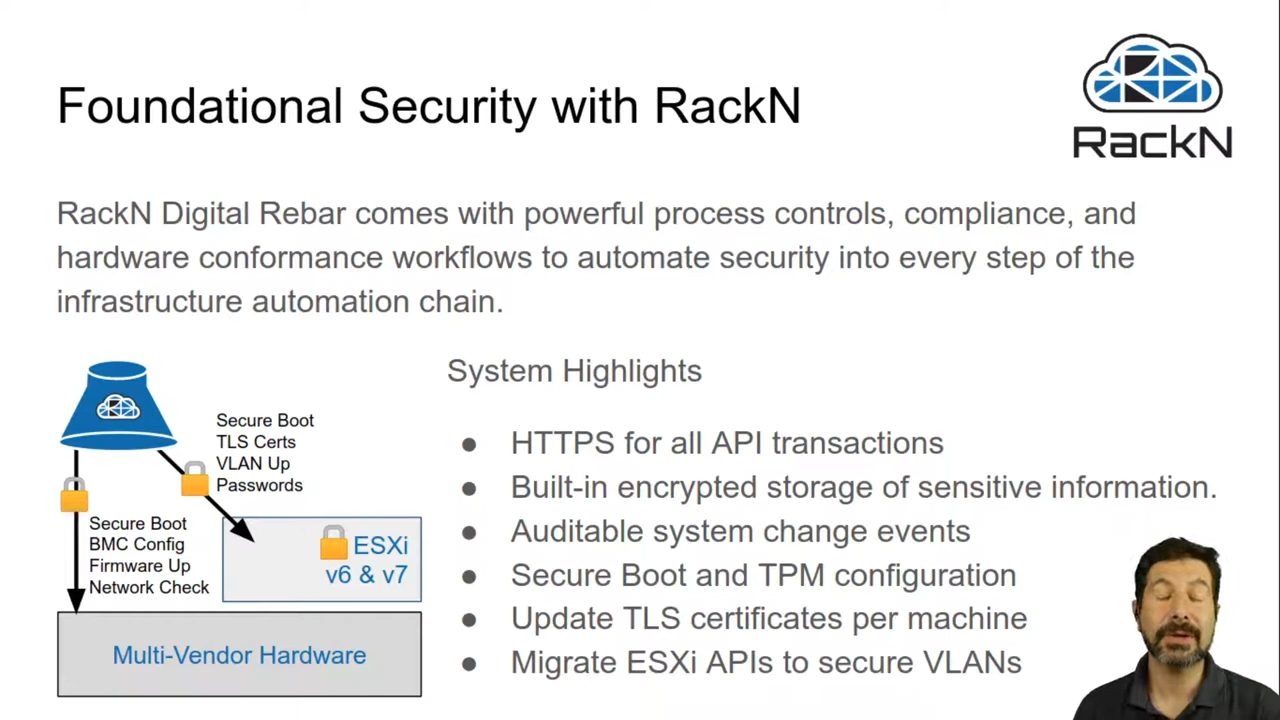 Foundational Security with RackN
RackN
RackN Digital Rebar comes with powerful process controls, compliance, and
hardware conformance workflows to automate security into every step of the
infrastructure automation chain.
System Highlights
● HTTPS for all API transactions
● Built-in encrypted storage of sensitive information.
● Auditable system change events
● Secure Boot and TPM configuration
● Update TLS certificates per machine
● Migrate ESXi APIs to secure VLANs
Secure Boot
TLS Certs
VLAN Up
Passwords
Secure Boot
BMC Config
Firmware Up
Network Check
ESXi
v6 & v7
Multi-Vendor Hardware